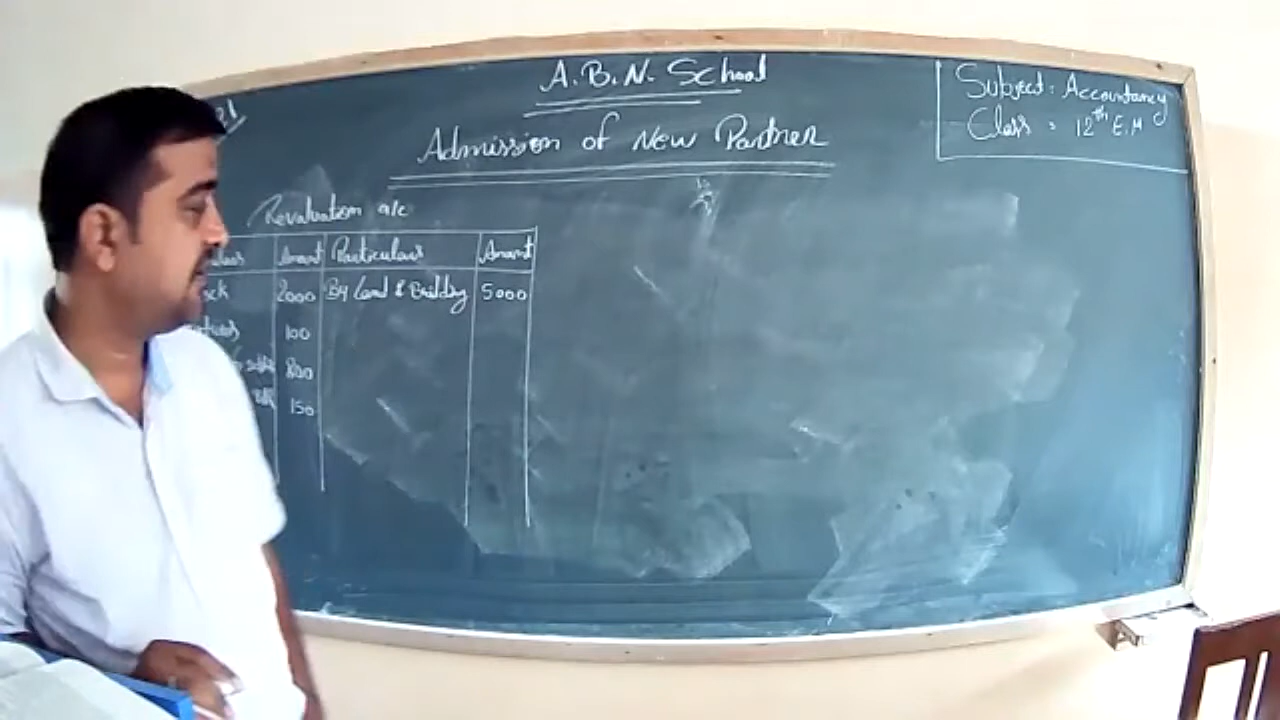 A.B.N. School
Subject : Accountancy
Class : 12th E.M
21
Admission of New Partner
Revaluation a/c
Amount Particulars Amount
2000 By Land & Building 5000
100
800
150